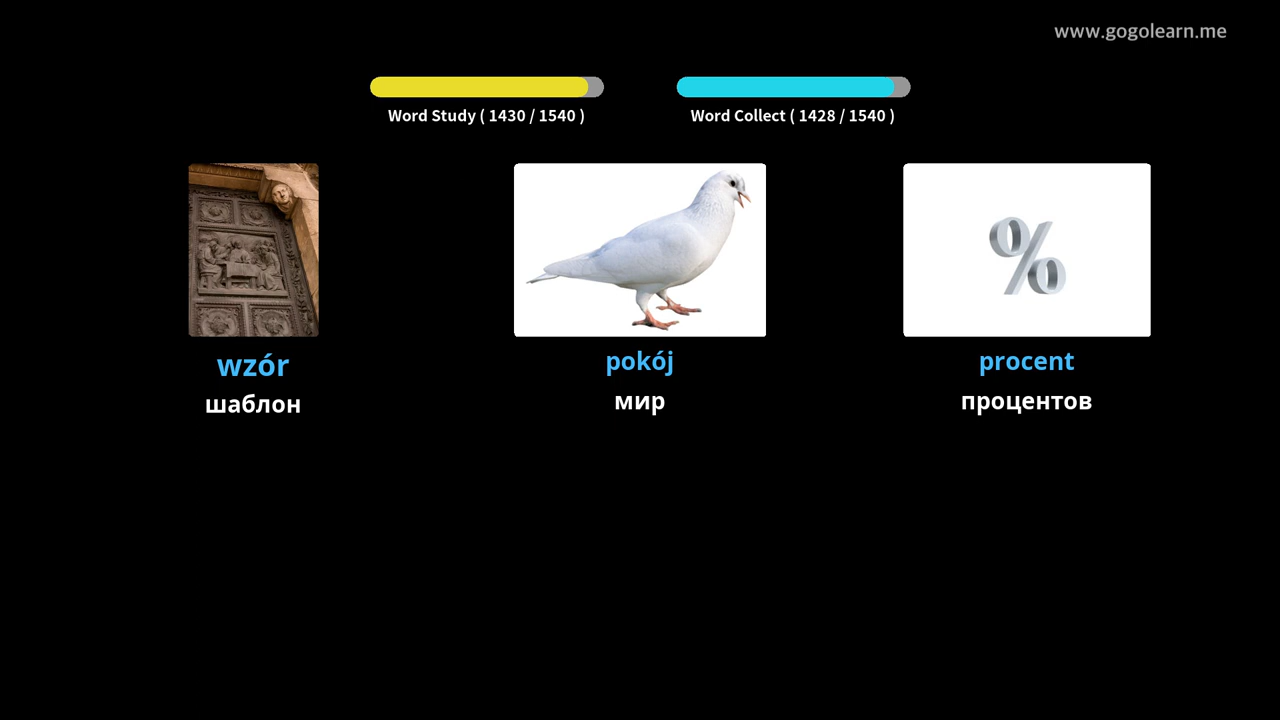 www.gogolearn.me
Word Study ( 1430 / 1540 )
Word Collect ( 1428 / 1540 )
wzór
pokój
procent
шаблон
мир
процентов